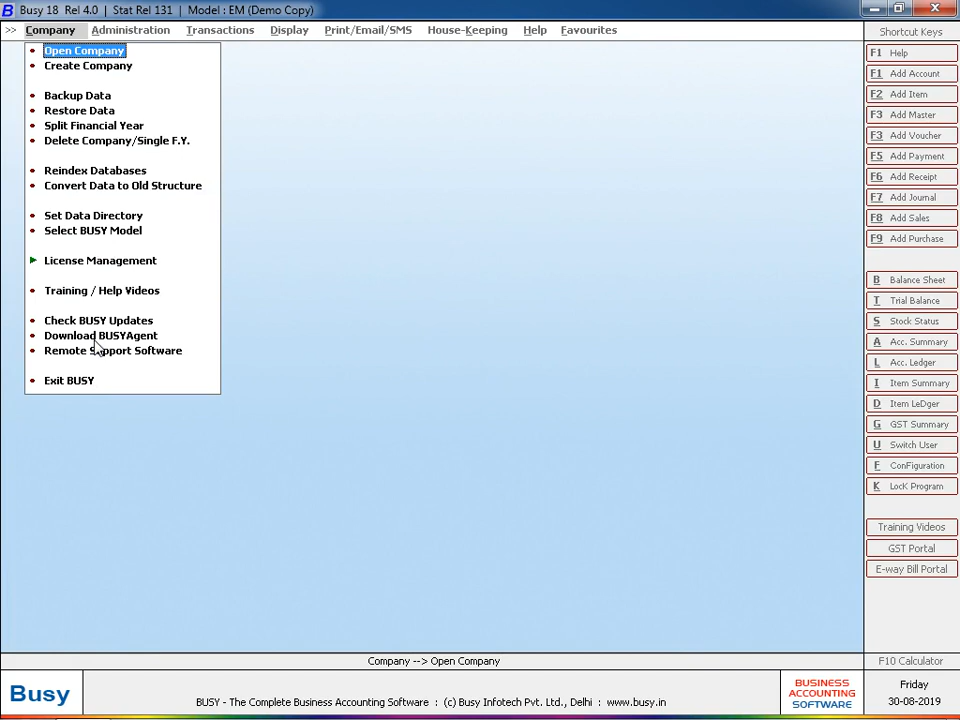 B Busy 18 Rel 4.0 | Stat Rel 131 | Model : EM (Demo Copy)
>> Company Administration Transactions Display Print/Email/SMS House-Keeping Help Favourites
Open Company
Create Company
Backup Data
Restore Data
Split Financial Year
Delete Company/Single F.Y.
Reindex Databases
Convert Data to Old Structure
Set Data Directory
Select BUSY Model
License Management
Training / Help Videos
Check BUSY Updates
Download BUSYAgent
Remote Support Software
Exit BUSY
Shortcut Keys
F1 Help
F1 Add Account
F2 Add Item
F3 Add Master
F3 Add Voucher
F5 Add Payment
F6 Add Receipt
F7 Add Journal
F8 Add Sales
F9 Add Purchase
B Balance Sheet
T Trial Balance
S Stock Status
A Acc. Summary
L Acc. Ledger
I Item Summary
D Item LeDger
G GST Summary
U Switch User
F ConFiguration
K LocK Program
Training Videos
GST Portal
E-way Bill Portal
Company --> Open Company
F10 Calculator
Busy
BUSY - The Complete Business Accounting Software : (c) Busy Infotech Pvt. Ltd., Delhi : www.busy.in
BUSINESS
ACCOUNTING
SOFTWARE
Friday
30-08-2019